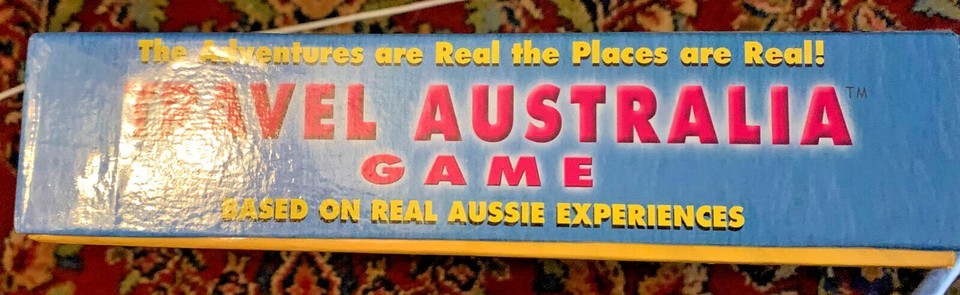 The Adventures are Real the Places are Real!
TRAVEL AUSTRALIA™
GAME
BASED ON REAL AUSSIE EXPERIENCES